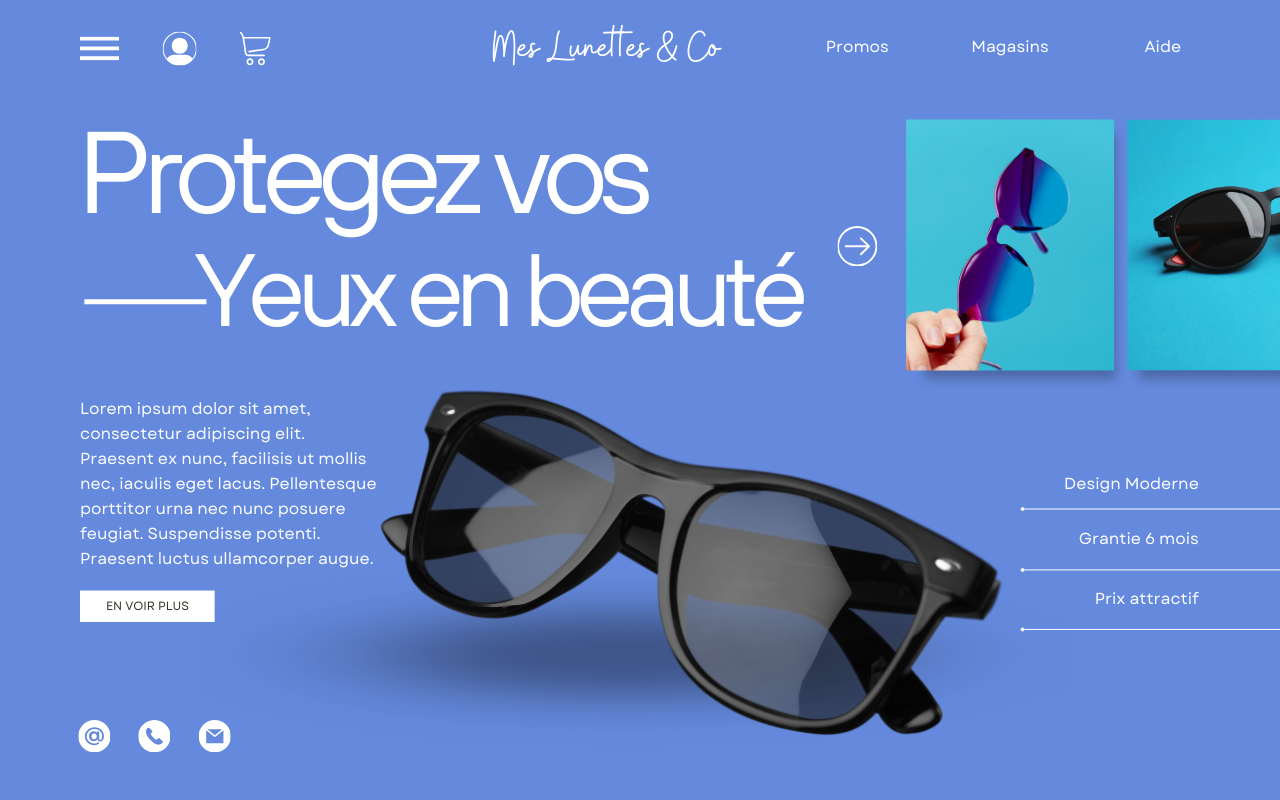 Mes Lunettes & Co
Promos
Magasins
Aide
Protegez vos
Yeux en beauté
Lorem ipsum dolor sit amet,
consectetur adipiscing elit.
Praesent ex nunc, facilisis ut mollis
nec, iaculis eget lacus. Pellentesque
porttitor urna nec nunc posuere
feugiat. Suspendisse potenti.
Praesent luctus ullamcorper augue.
EN VOIR PLUS
Design Moderne
Grantie 6 mois
Prix attractif